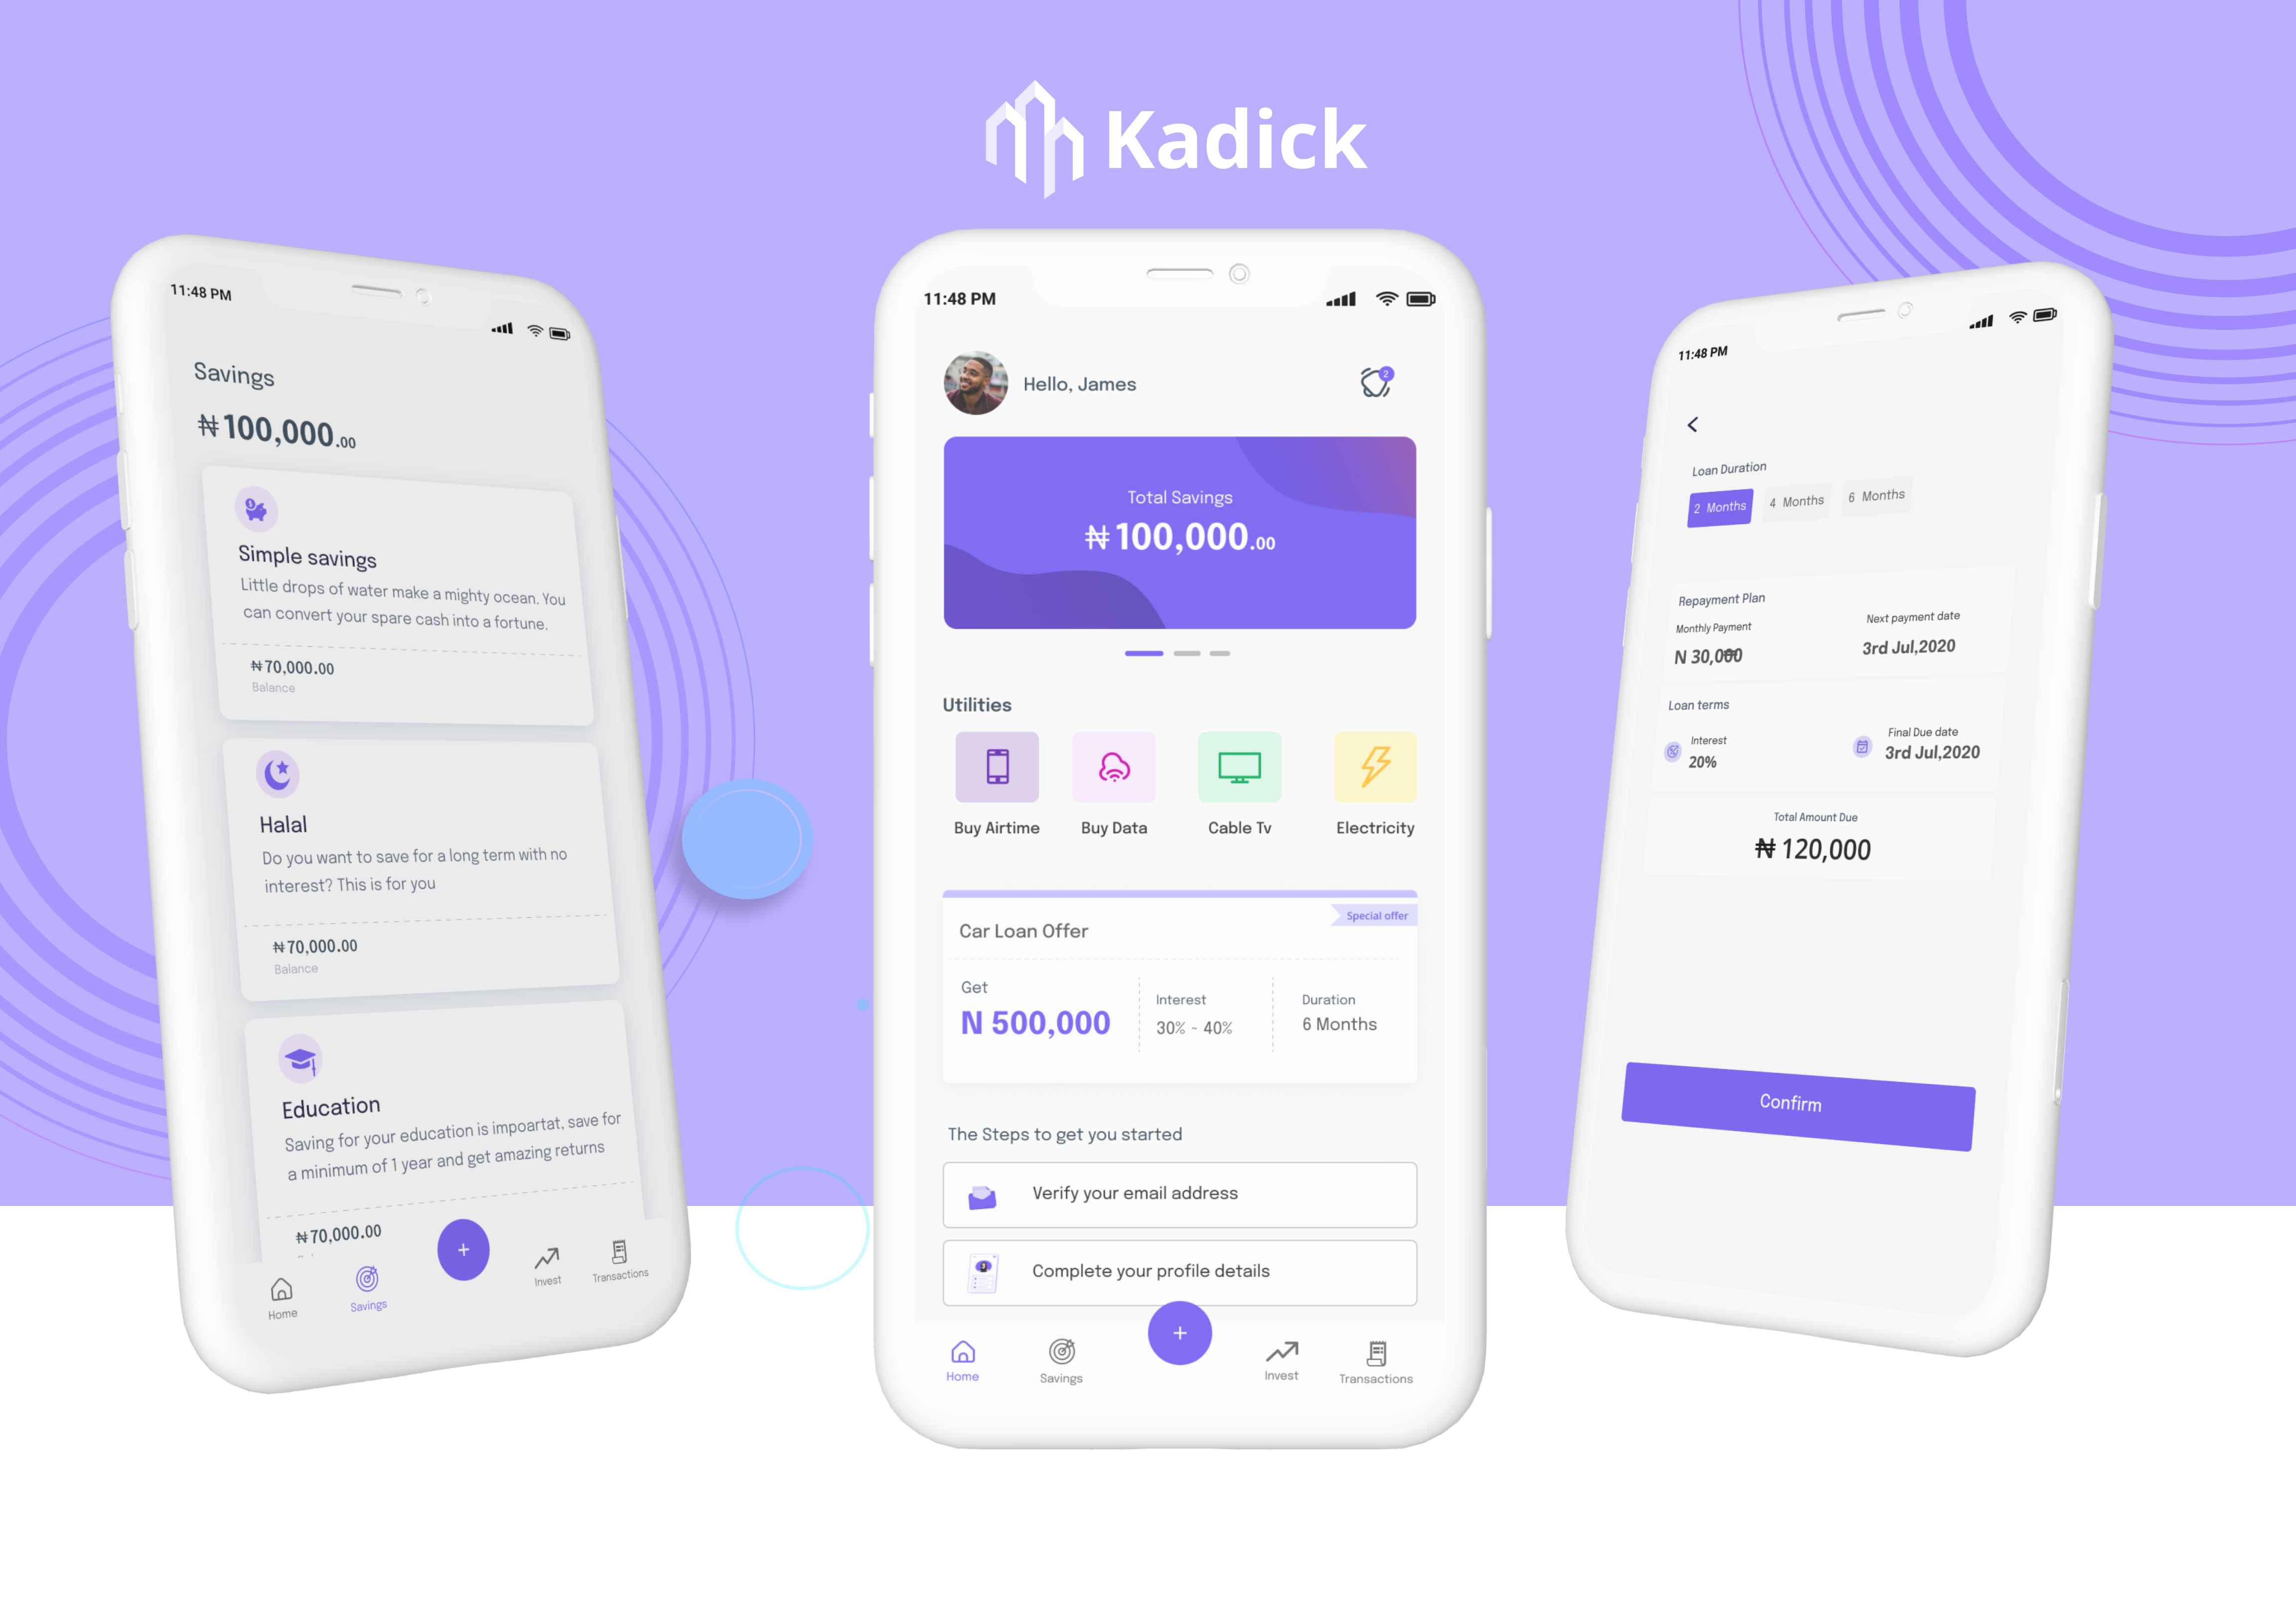 Kadick
11:48 PM
Savings
₦100,000.00
Simple savings
Little drops of water make a mighty ocean. You
can convert your spare cash into a fortune.
₦70,000.00
Balance
Halal
Do you want to save for a long term with no
interest? This is for you
₦70,000.00
Balance
Education
Saving for your education is impoartat, save for
a minimum of 1 year and get amazing returns
₦70,000.00
+
Home
Savings
Invest
Transactions
11:48 PM
Hello, James
2
Total Savings
₦100,000.00
Utilities
Buy Airtime
Buy Data
Cable Tv
Electricity
Special offer
Car Loan Offer
Get
N 500,000
Interest
30% ~ 40%
Duration
6 Months
The Steps to get you started
Verify your email address
Complete your profile details
+
Home
Savings
Invest
Transactions
11:48 PM
Loan Duration
2 Months
4 Months
6 Months
Repayment Plan
Monthly Payment
N 30,000
Next payment date
3rd Jul,2020
Loan terms
Interest
20%
Final Due date
3rd Jul,2020
Total Amount Due
₦ 120,000
Confirm